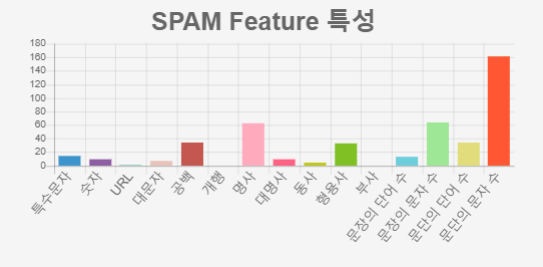 SPAM Feature 특성
180
160
140
120
100
80
60
40
20
0
특수문자
숫자
URL
대문자
공백
개행
명사
대명사
동사
형용사
부사
문장의 단어 수
문장의 문자 수
문단의 단어 수
문단의 문자 수